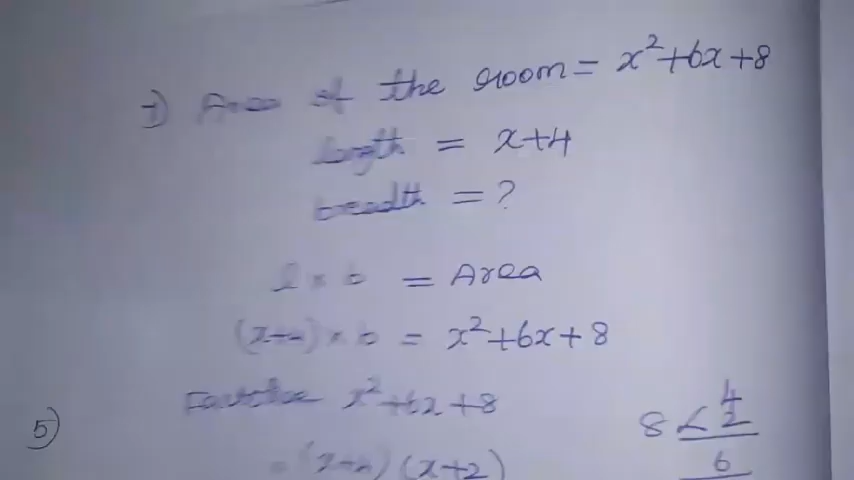 1) Area of the room = x²+6x+8
length = x+4
breadth = ?
l × b = Area
(x+4) × b = x²+6x+8
Factorise x²+6x+8
8 < 4
2
5)
= (x+4) (x+2)
6